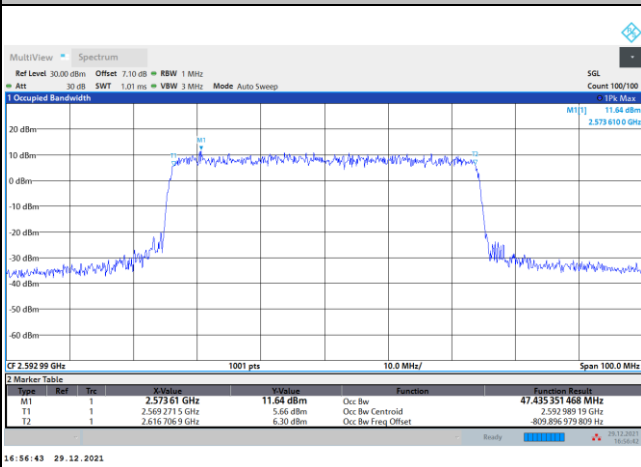 MultiView Spectrum
Ref Level 30.00 dBm Offset 7.10 dB RBW 1 MHz SGL
Att 30 dB SWT 1.01 ms VBW 3 MHz Mode Auto Sweep Count 100/100
1 Occupied Bandwidth 1Pk Max
M1[1] 11.64 dBm
2.573 610 0 GHz
M1
20 dBm
10 dBm
T1 T2
0 dBm
-10 dBm
-20 dBm
-30 dBm
-40 dBm
-50 dBm
-60 dBm
CF 2.592 99 GHz 1001 pts 10.0 MHz/ Span 100.0 MHz
2 Marker Table
Type Ref Trc X-Value Y-Value Function Function Result
M1 1 2.573 61 GHz 11.64 dBm Occ Bw 47.435 351 468 MHz
T1 1 2.569 271 5 GHz 5.66 dBm Occ Bw Centroid 2.592 989 19 GHz
T2 1 2.616 706 9 GHz 6.30 dBm Occ Bw Freq Offset -809.896 979 809 Hz
Ready 29.12.2021
16:56:42
16:56:43 29.12.2021